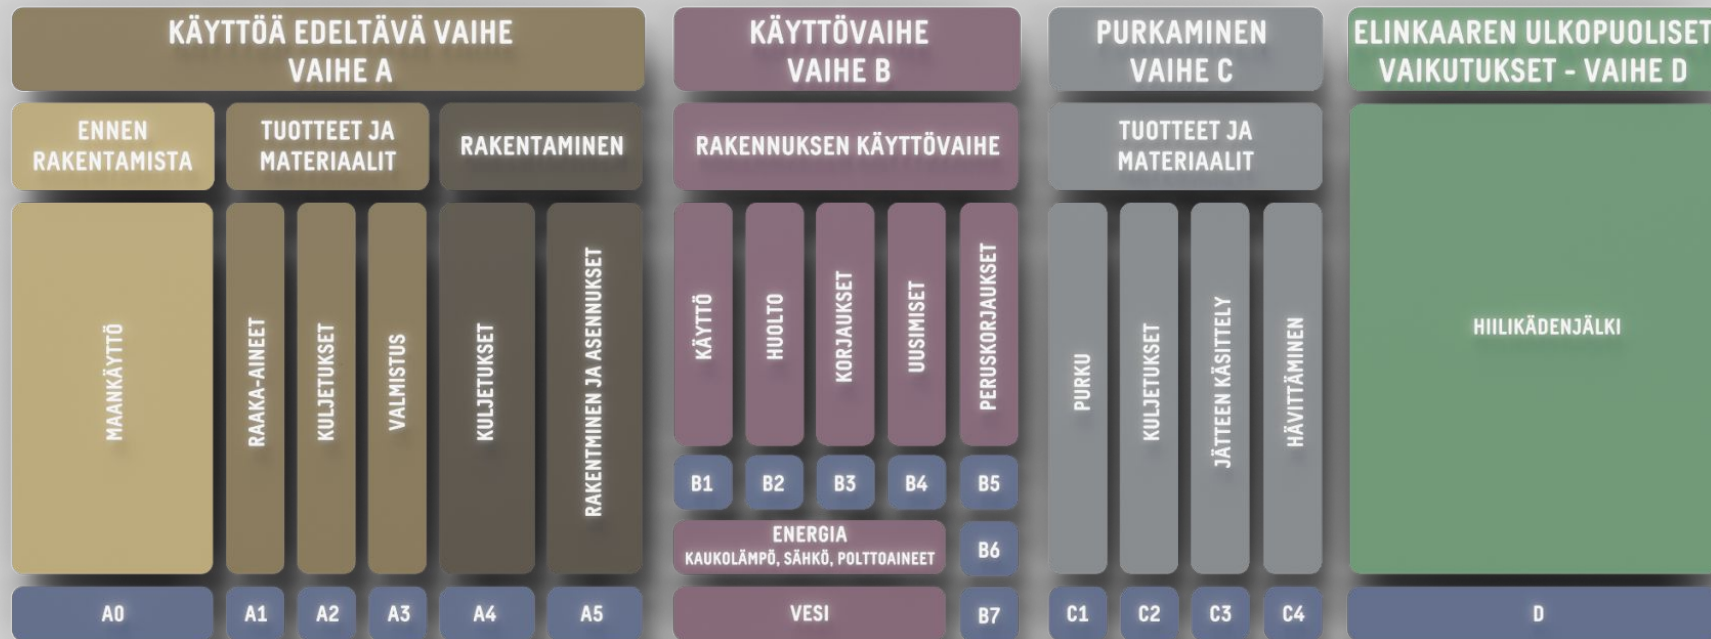 KÄYTTÖÄ EDELTÄVÄ VAIHE
VAIHE A
KÄYTTÖVAIHE
VAIHE B
PURKAMINEN
VAIHE C
ELINKAAREN ULKOPUOLISET
VAIKUTUKSET - VAIHE D
ENNEN
RAKENTAMISTA
TUOTTEET JA
MATERIAALIT
RAKENTAMINEN
RAKENNUKSEN KÄYTTÖVAIHE
TUOTTEET JA
MATERIAALIT
MAANKÄYTTÖ
RAAKA-AINEET
KULJETUKSET
VALMISTUS
KULJETUKSET
RAKENTMINEN JA ASENNUKSET
KÄYTTÖ
HUOLTO
KORJAUKSET
UUSIMISET
PERUSKORJAUKSET
PURKU
KULJETUKSET
JÄTTEEN KÄSITTELY
HÄVITTÄMINEN
HIILIKÄDENJÄLKI
B1
B2
B3
B4
B5
ENERGIA
KAUKOLÄMPÖ, SÄHKÖ, POLTTOAINEET
B6
A0
A1
A2
A3
A4
A5
VESI
B7
C1
C2
C3
C4
D